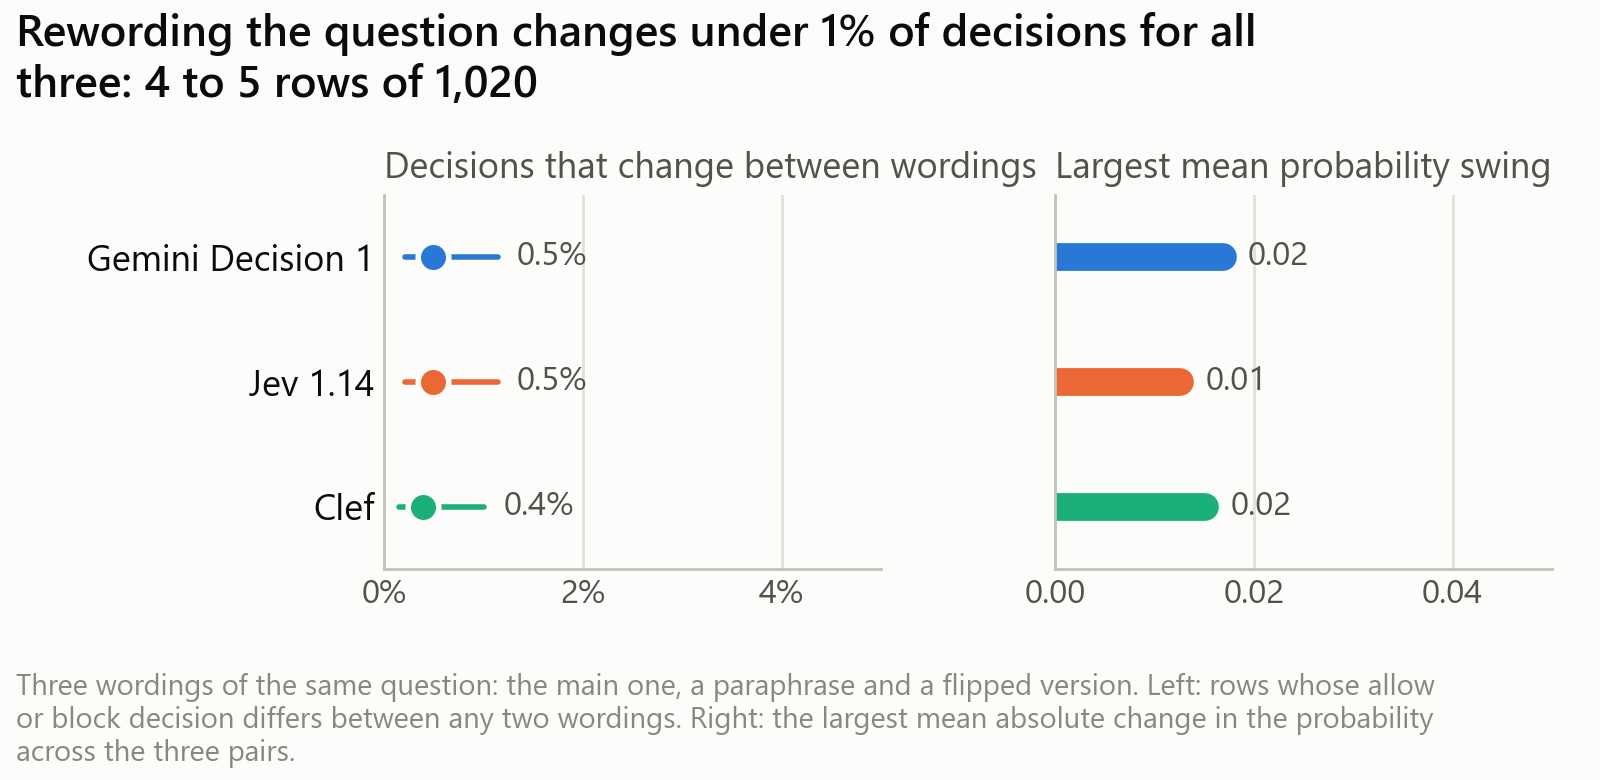 Rewording the question changes under 1% of decisions for all
three: 4 to 5 rows of 1,020
Decisions that change between wordings
Largest mean probability swing
Gemini Decision 1
0.5%
0.02
Jev 1.14
0.5%
0.01
Clef
0.4%
0.02
0%
2%
4%
0.00
0.02
0.04
Three wordings of the same question: the main one, a paraphrase and a flipped version. Left: rows whose allow
or block decision differs between any two wordings. Right: the largest mean absolute change in the probability
across the three pairs.